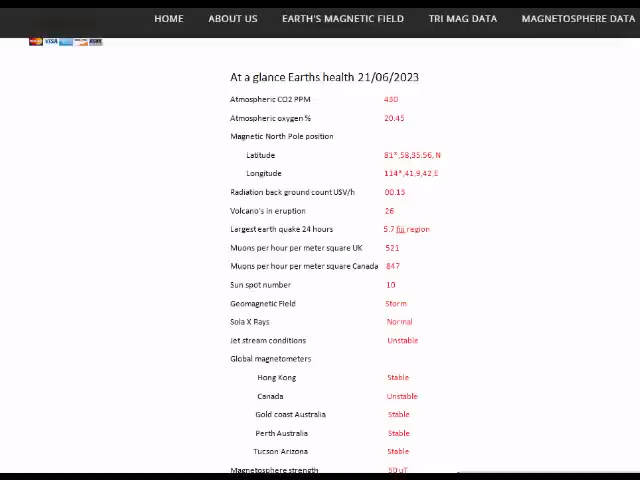 HOME ABOUT US EARTH'S MAGNETIC FIELD TRI MAG DATA MAGNETOSPHERE DATA
VISA
At a glance Earths health 21/06/2023
Atmospheric CO2 PPM 430
Atmospheric oxygen % 20.45
Magnetic North Pole position
Latitude 81*,58,35:56, N
Longitude 114*,41,9,42,E
Radiation back ground count USV/h 00.13
Volcano's in eruption 26
Largest earth quake 24 hours 5.7 fijj region
Muons per hour per meter square UK 521
Muons per hour per meter square Canada 847
Sun spot number 10
Geomagnetic Field Storm
Sola X Rays Normal
Jet stream conditions Unstable
Global magnetometers
Hong Kong Stable
Canada Unstable
Gold coast Australia Stable
Perth Australia Stable
Tucson Arizona Stable
Magnetosphere strength 50 uT